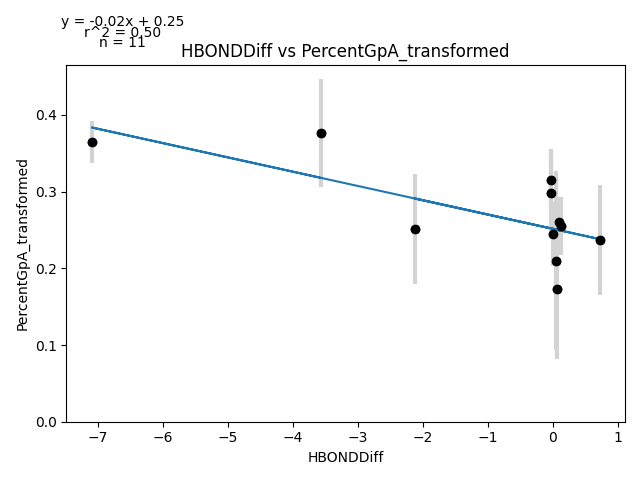 y = -0.02x + 0.25
r^2 = 0.50
n = 11
HBONDDiff vs PercentGpA_transformed
PercentGpA_transformed
0.4
0.3
0.2
0.1
0.0
−7 −6 −5 −4 −3 −2 −1 0 1
HBONDDiff